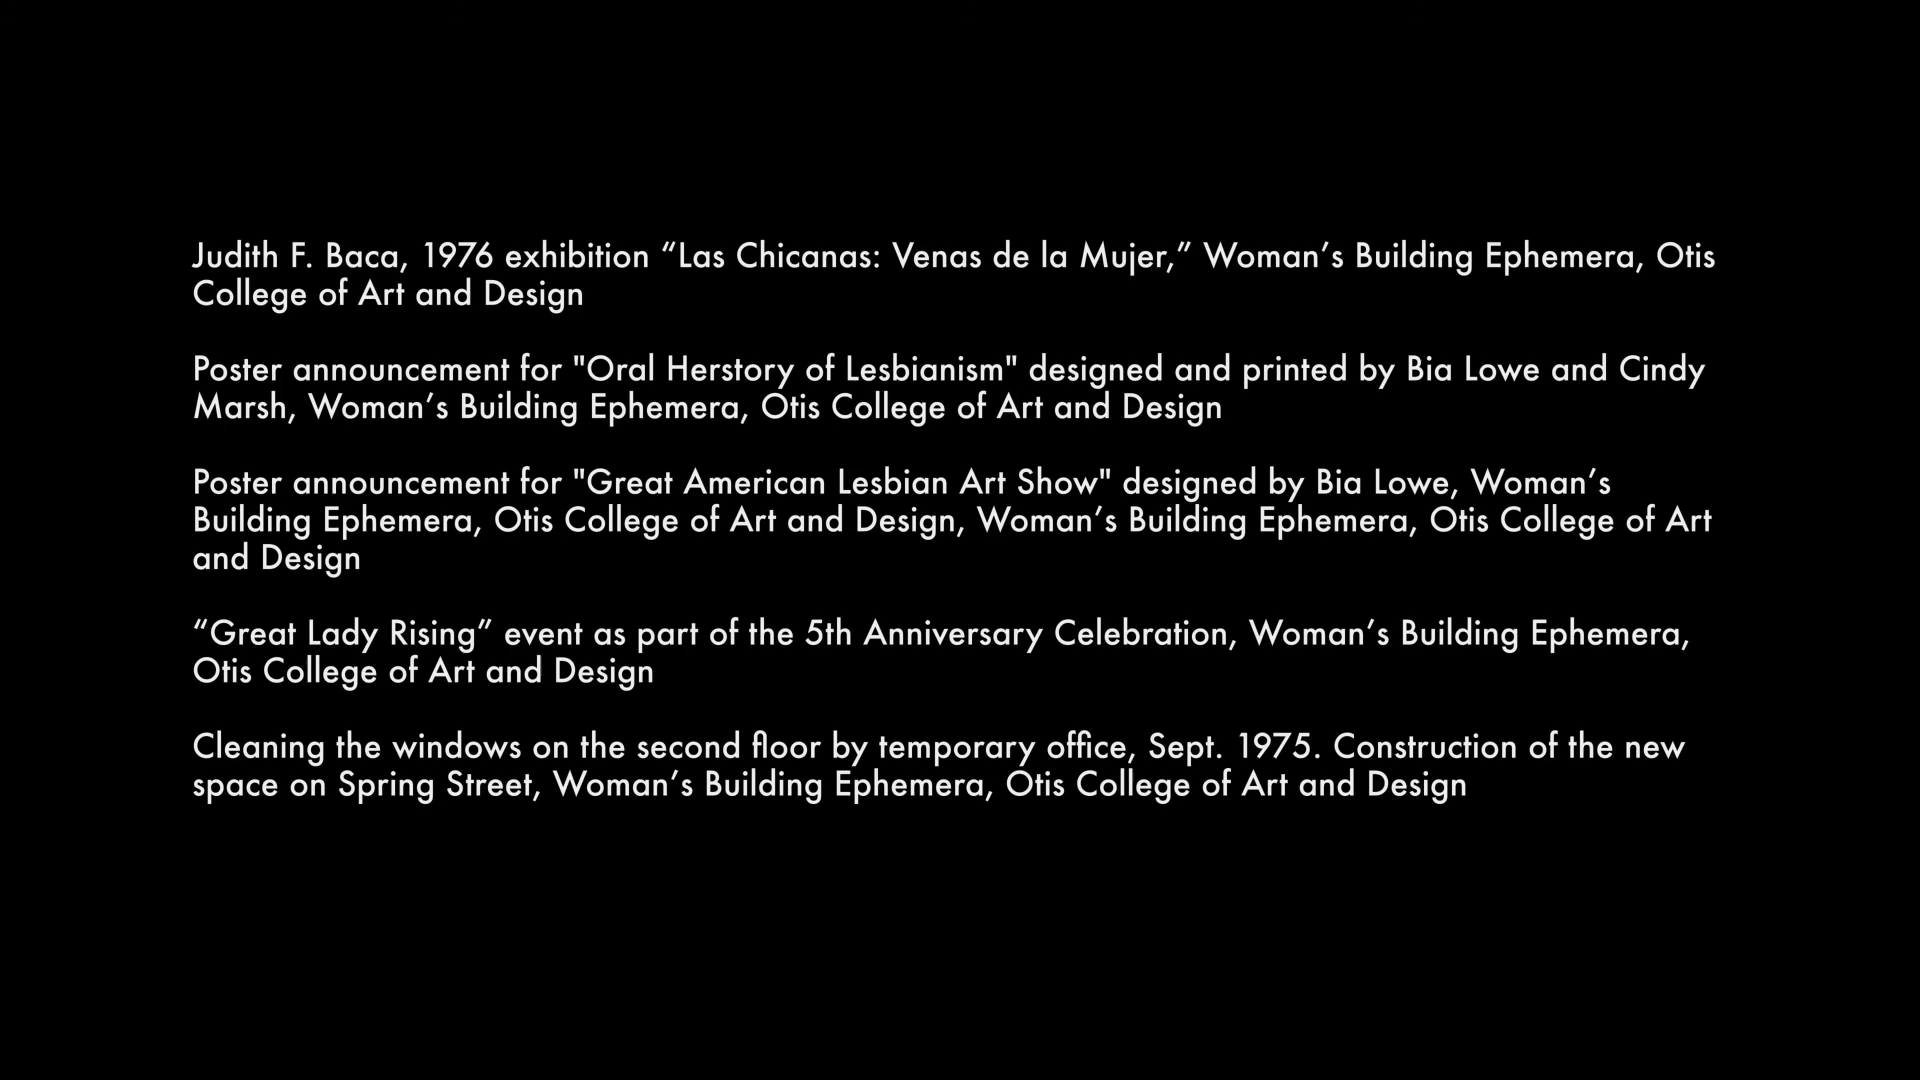 Judith F. Baca, 1976 exhibition “Las Chicanas: Venas de la Mujer,” Woman’s Building Ephemera, Otis
College of Art and Design
Poster announcement for "Oral Herstory of Lesbianism" designed and printed by Bia Lowe and Cindy
Marsh, Woman’s Building Ephemera, Otis College of Art and Design
Poster announcement for "Great American Lesbian Art Show" designed by Bia Lowe, Woman’s
Building Ephemera, Otis College of Art and Design, Woman’s Building Ephemera, Otis College of Art
and Design
“Great Lady Rising” event as part of the 5th Anniversary Celebration, Woman’s Building Ephemera,
Otis College of Art and Design
Cleaning the windows on the second floor by temporary office, Sept. 1975. Construction of the new
space on Spring Street, Woman’s Building Ephemera, Otis College of Art and Design